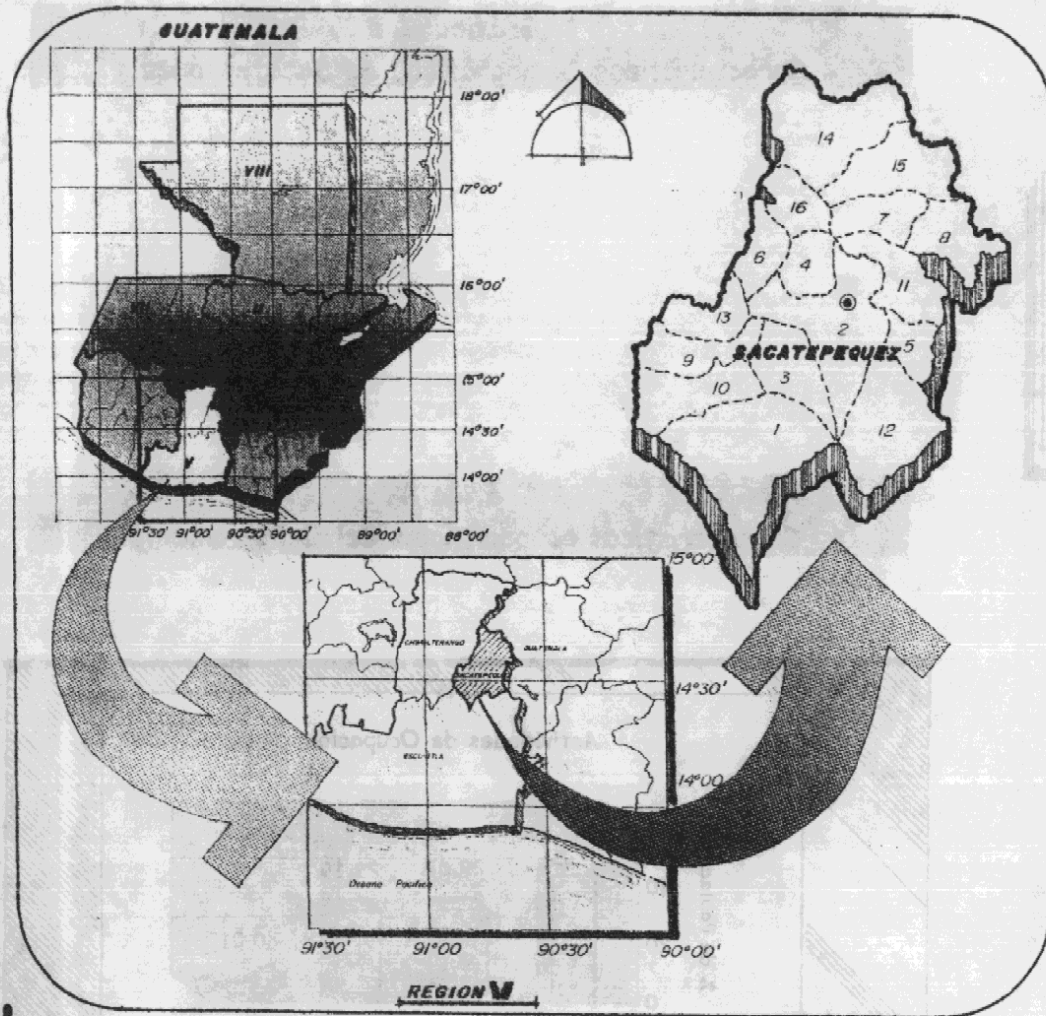 GUATEMALA
18°00'
17°00'
16°00'
15°00'
14°30'
14°00'
VIII
II
V
91°30' 91°00' 90°30' 90°00' 89°00' 88°00'
14
15
16
7
8
6
4
11
13
2
SACATEPEQUEZ
5
9
3
10
1
12
15°00'
CHIMALTENANGO
GUATEMALA
SACATEPEQUEZ
14°30'
ESCUINTLA
14°00
Oceano Pacifico
91°30' 91°00 90°30' 90°00'
REGION V